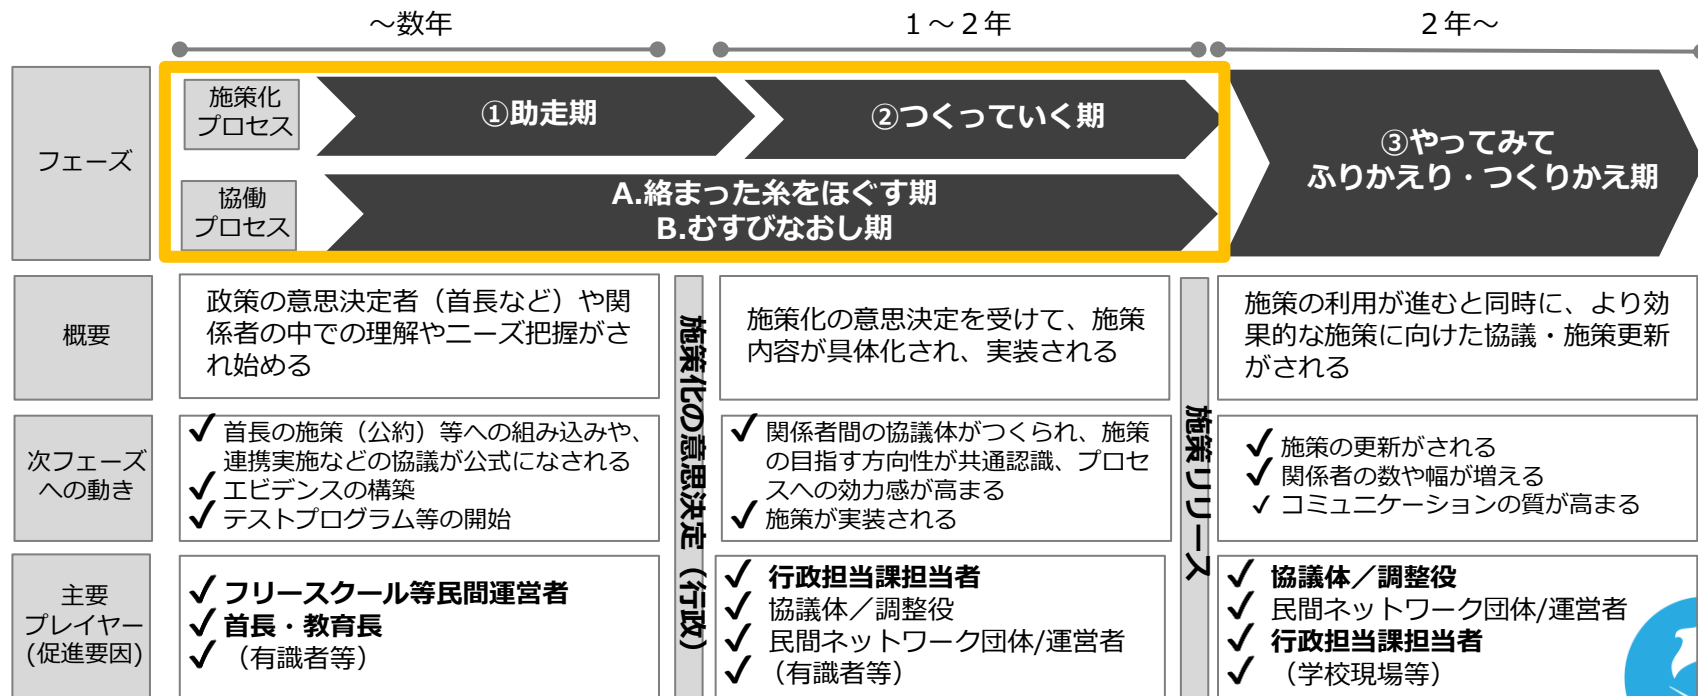 ～数年
１～２年
２年～
フェーズ
施策化
プロセス
①助走期
②つくっていく期
③やってみて
ふりかえり・つくりかえ期
協働
プロセス
A.絡まった糸をほぐす期
B.むすびなおし期
概要
政策の意思決定者（首長など）や関
係者の中での理解やニーズ把握がさ
れ始める
施策化の意思決定（行政）
施策化の意思決定を受けて、施策
内容が具体化され、実装される
施策リリース
施策の利用が進むと同時に、より効
果的な施策に向けた協議・施策更新
がされる
次フェーズ
への動き
✓ 首長の施策（公約）等への組み込みや、
連携実施などの協議が公式になされる
✓ エビデンスの構築
✓ テストプログラム等の開始
✓ 関係者間の協議体がつくられ、施策
の目指す方向性が共通認識、プロセ
スへの効力感が高まる
✓ 施策が実装される
✓ 施策の更新がされる
✓ 関係者の数や幅が増える
✓ コミュニケーションの質が高まる
主要
プレイヤー
(促進要因)
✓ フリースクール等民間運営者
✓ 首長・教育長
✓ （有識者等）
✓ 行政担当課担当者
✓ 協議体／調整役
✓ 民間ネットワーク団体/運営者
✓ （有識者等）
✓ 協議体／調整役
✓ 民間ネットワーク団体/運営者
✓ 行政担当課担当者
✓ （学校現場等）